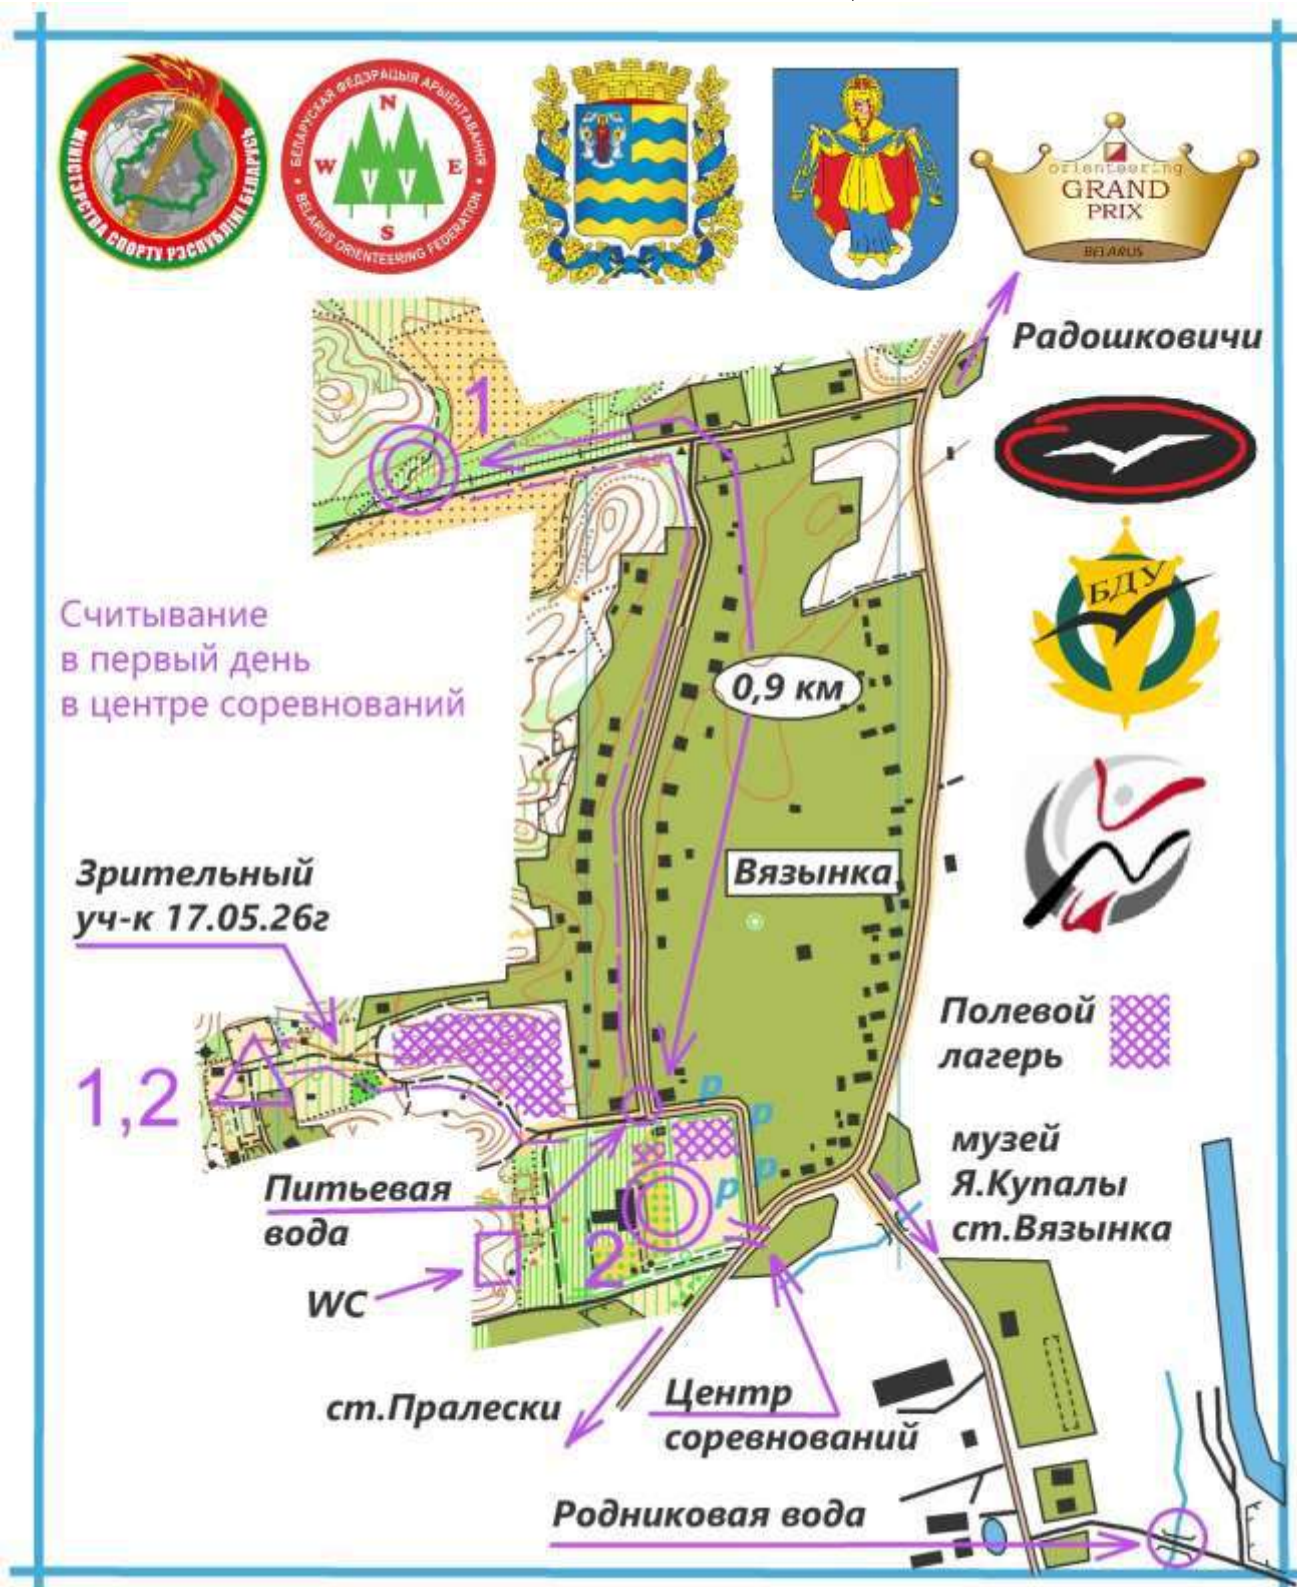 МІНІСТЭРСТВА СПОРТУ РЭСПУБЛІКІ БЕЛАРУСЬ
БЕЛАРУСКАЯ ФЕДЭРАЦЫЯ АРЫЕНТАВАННЯ
BELARUS ORIENTEERING FEDERATION
N
W
E
S
orienteering
GRAND
PRIX
BELARUS
Радошковичи
1
БДУ
Считывание
в первый день
в центре соревнований
0,9 км
Зрительный
уч-к 17.05.26г
Вязынка
Полевой
лагерь
1,2
P
P
P
P
музей
Я.Купалы
ст.Вязынка
Питьевая
вода
2
WC
ст.Пралески
Центр
соревнований
Родниковая вода